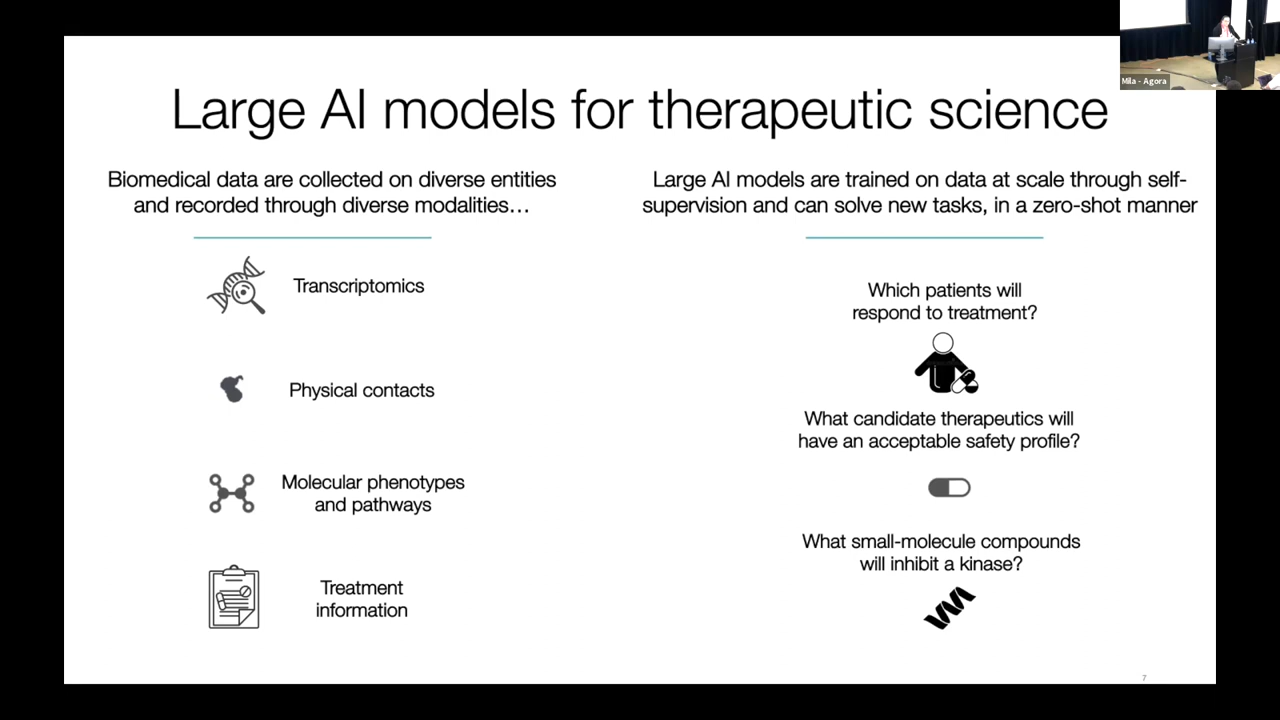 Mila - Agora
Large AI models for therapeutic science
Biomedical data are collected on diverse entities
and recorded through diverse modalities…
Transcriptomics
Physical contacts
Molecular phenotypes
and pathways
Treatment
information
Large AI models are trained on data at scale through self-
supervision and can solve new tasks, in a zero-shot manner
Which patients will
respond to treatment?
What candidate therapeutics will
have an acceptable safety profile?
What small-molecule compounds
will inhibit a kinase?
7